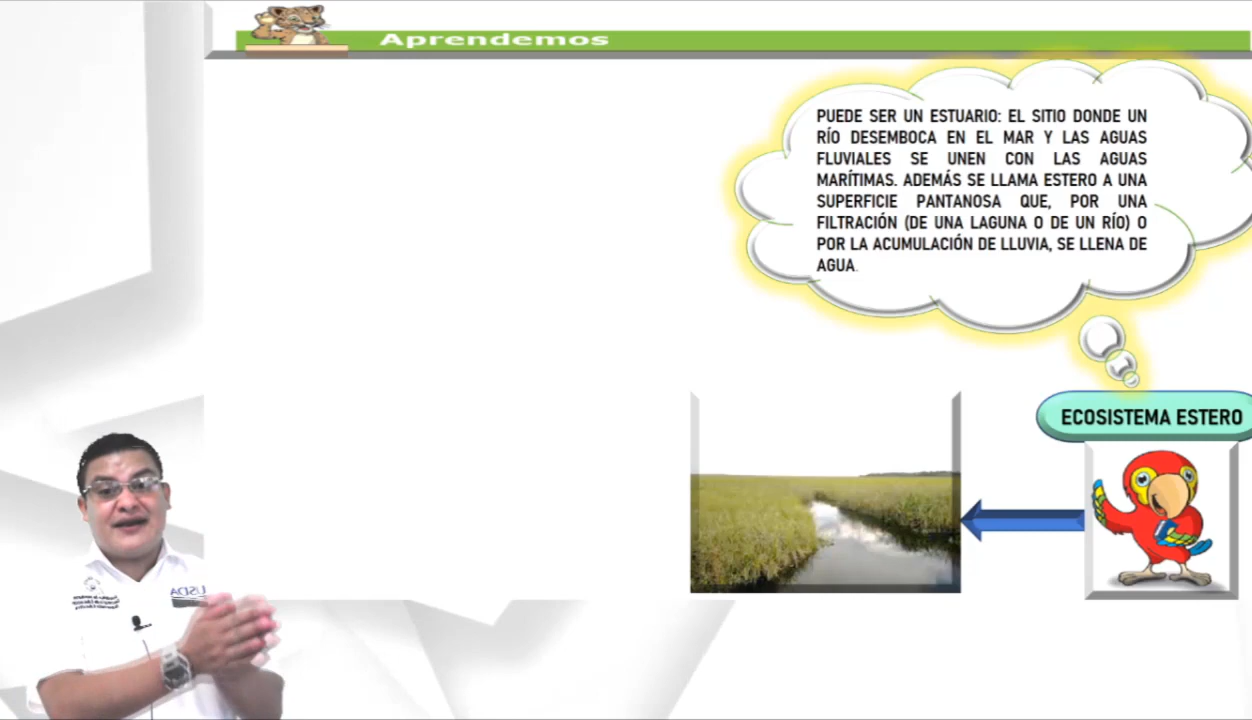 Aprendemos
PUEDE SER UN ESTUARIO: EL SITIO DONDE UN
RÍO DESEMBOCA EN EL MAR Y LAS AGUAS
FLUVIALES SE UNEN CON LAS AGUAS
MARÍTIMAS. ADEMÁS SE LLAMA ESTERO A UNA
SUPERFICIE PANTANOSA QUE, POR UNA
FILTRACIÓN (DE UNA LAGUNA O DE UN RÍO) O
POR LA ACUMULACIÓN DE LLUVIA, SE LLENA DE
AGUA.
ECOSISTEMA ESTERO
USDA